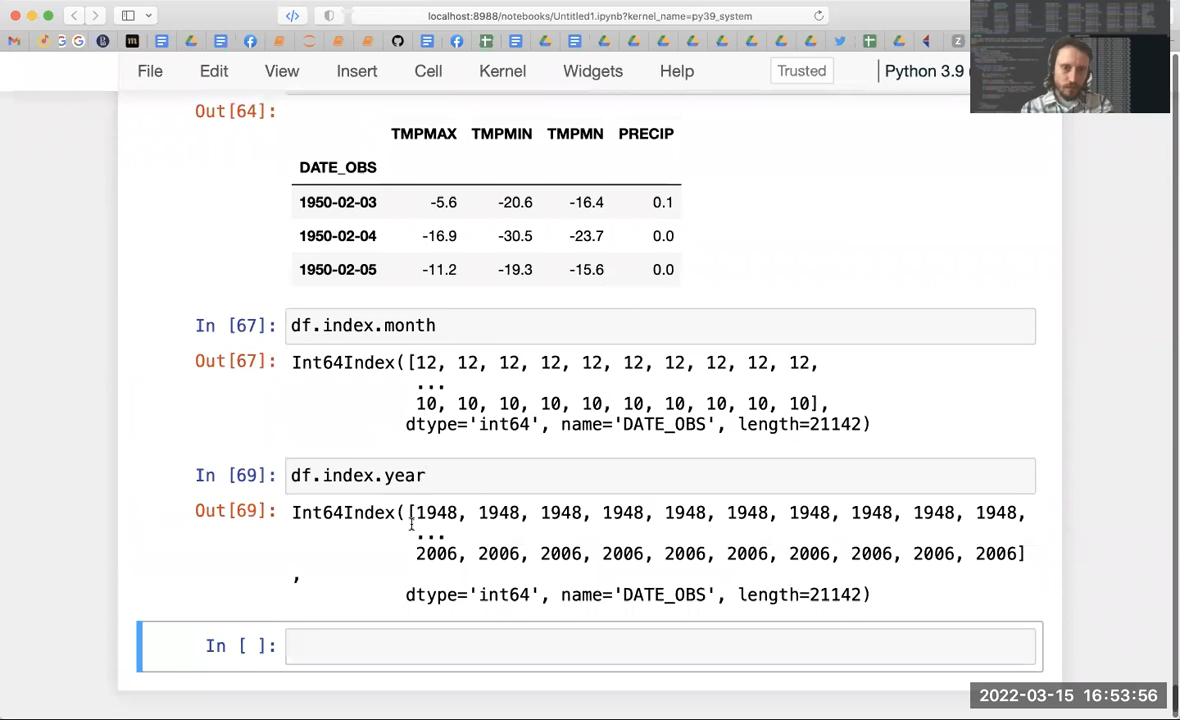 localhost:8988/notebooks/Untitled1.ipynb?kernel_name=py39_system
File Edit View Insert Cell Kernel Widgets Help Trusted Python 3.9
Out[64]:
TMPMAX TMPMIN TMPMN PRECIP
DATE_OBS
1950-02-03 -5.6 -20.6 -16.4 0.1
1950-02-04 -16.9 -30.5 -23.7 0.0
1950-02-05 -11.2 -19.3 -15.6 0.0
In [67]: df.index.month
Out[67]: Int64Index([12, 12, 12, 12, 12, 12, 12, 12, 12, 12,
...
10, 10, 10, 10, 10, 10, 10, 10, 10, 10],
dtype='int64', name='DATE_OBS', length=21142)
In [69]: df.index.year
Out[69]: Int64Index([1948, 1948, 1948, 1948, 1948, 1948, 1948, 1948, 1948, 1948,
...
2006, 2006, 2006, 2006, 2006, 2006, 2006, 2006, 2006, 2006]
,
dtype='int64', name='DATE_OBS', length=21142)
In [ ]:
2022-03-15 16:53:56